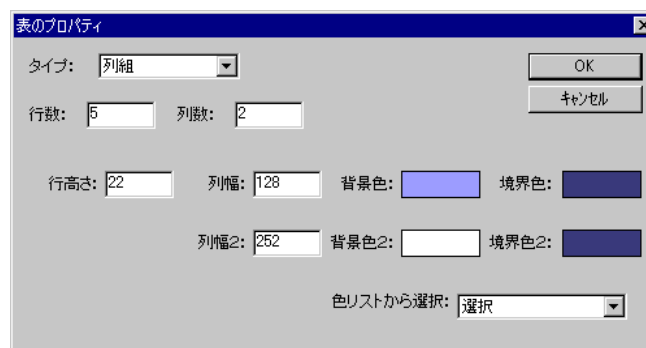 表のプロパティ
タイプ: 列組
OK
キャンセル
行数: 5 列数: 2
行高さ: 22 列幅: 128 背景色: 境界色:
列幅2: 252 背景色2: 境界色2:
色リストから選択: 選択